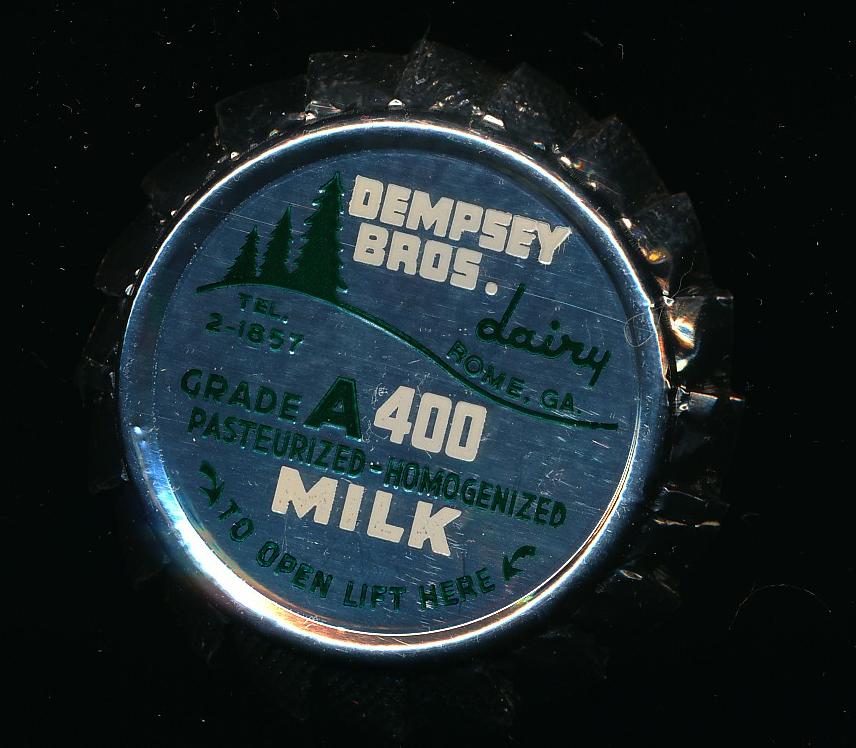 DEMPSEY
BROS.
dairy
ROME, GA.
TEL.
2-1857
GRADE A 400
PASTEURIZED-HOMOGENIZED
MILK
TO OPEN LIFT HERE